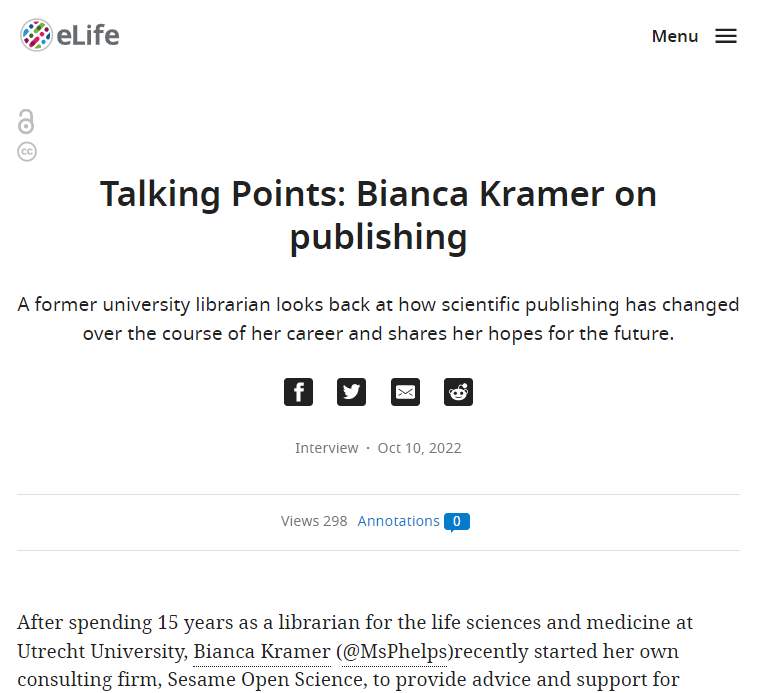 eLife
Menu
cc
Talking Points: Bianca Kramer on
publishing
A former university librarian looks back at how scientific publishing has changed
over the course of her career and shares her hopes for the future.
Interview · Oct 10, 2022
Views 298 Annotations 0
After spending 15 years as a librarian for the life sciences and medicine at
Utrecht University, Bianca Kramer (@MsPhelps)recently started her own
consulting firm, Sesame Open Science, to provide advice and support for